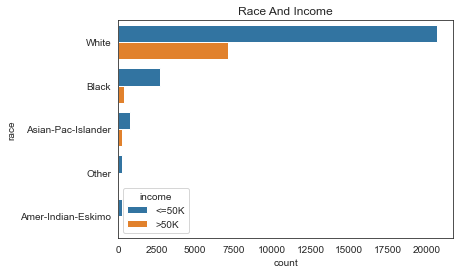 Race And Income
White
Black
Asian-Pac-Islander
Other
Amer-Indian-Eskimo
race
income
<=50K
>50K
0 2500 5000 7500 10000 12500 15000 17500 20000
count